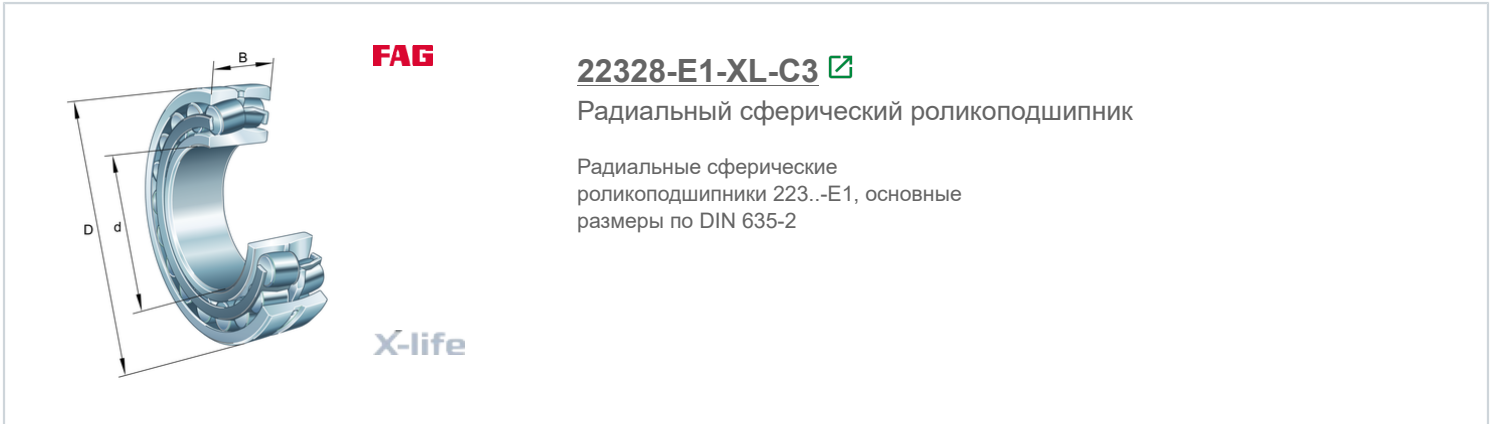 B
FAG
D
d
X-life
22328-E1-XL-C3
Радиальный сферический роликоподшипник
Радиальные сферические
роликоподшипники 223..-E1, основные
размеры по DIN 635-2